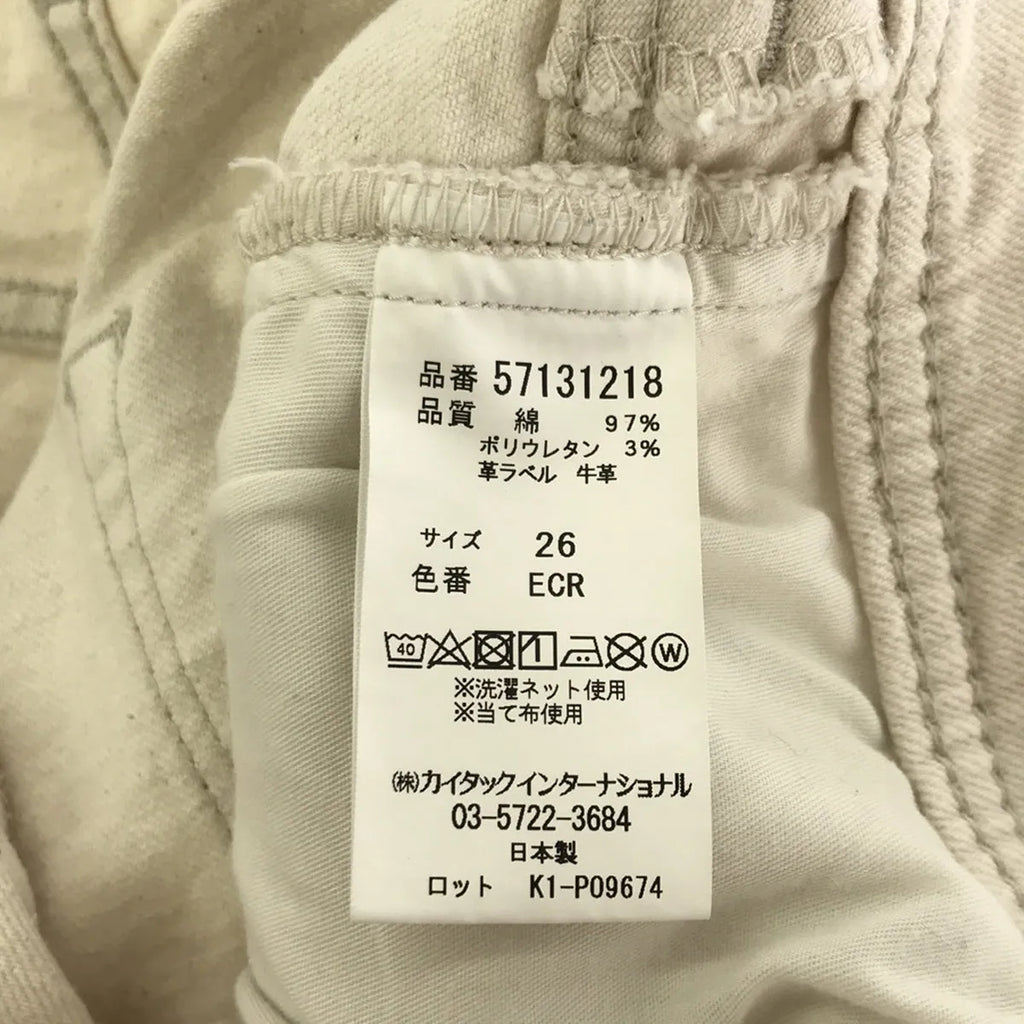 品番 57131218
品質 綿 97%
ポリウレタン 3%
革ラベル 牛革
サイズ 26
色番 ECR
40 W
※洗濯ネット使用
※当て布使用
㈱カイタックインターナショナル
03-5722-3684
日本製
ロット K1-P09674